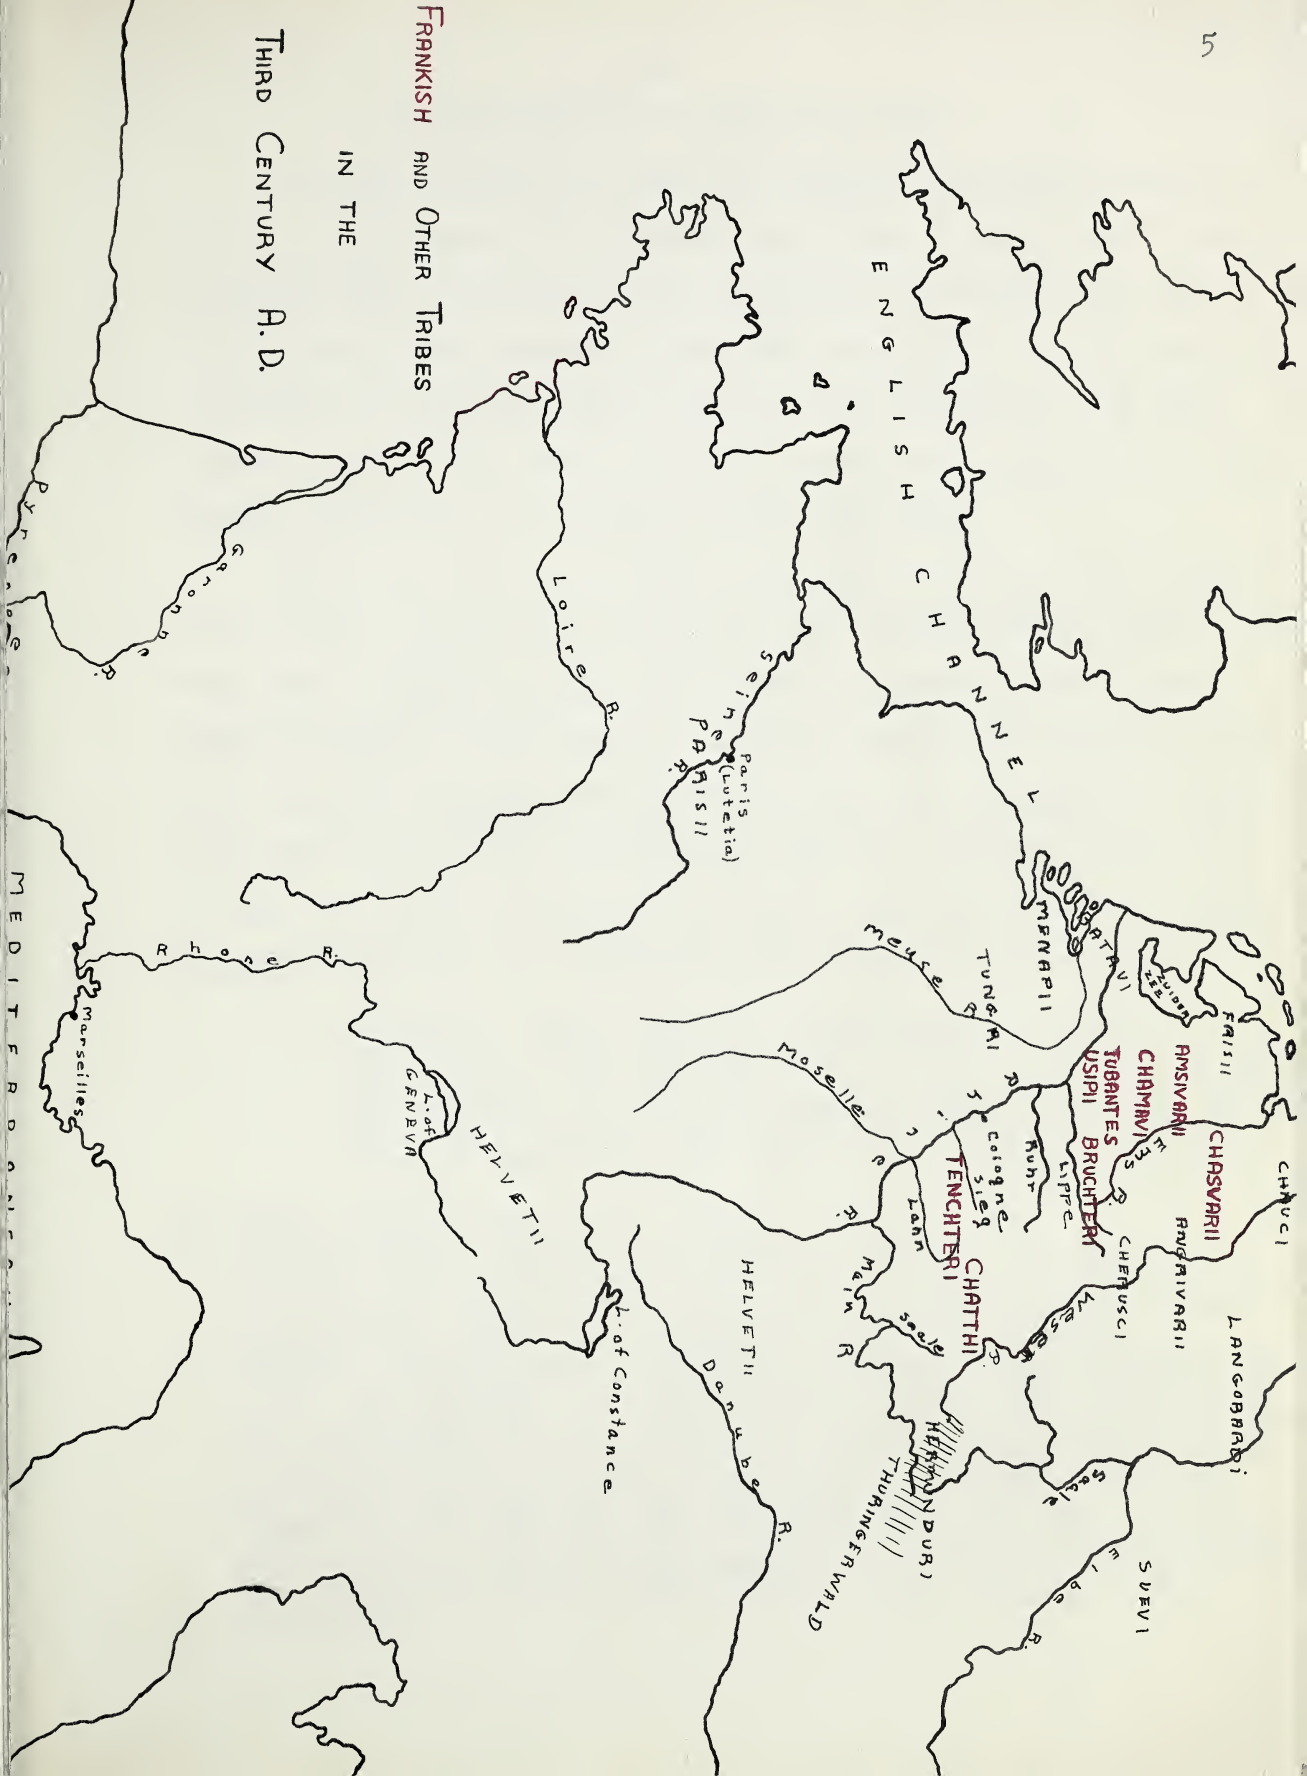 5
FRANKISH AND OTHER TRIBES
IN THE
THIRD CENTURY A.D.
ENGLISH CHANNEL
CHAUCI
FRISII
CHASVARII
LANGOBARDI
ZUIDER
ZEE
AMSIVARII
ANGRIVARII
CHAMAVI
EMS R.
SUEVI
BATAVI
TUBANTES
CHERUSCI
USIPII
BRUCHTERI
Weser R.
Saale
Elbe R.
MENAPII
Lippe
Ruhr
TUNGRI
Cologne
Sieg
CHATTHI
TENCHTERI
Meuse R.
Lahn
HERMUNDURI
Saale
THURINGERWALD
Main R
Moselle
Paris
(Lutetia)
Seine R.
PARISII
HELVETII
Danube R.
Loire R.
L. of Constance
HELVETII
L. of
GENEVA
Garonne R.
Rhone R.
Marseilles
Pyrenees